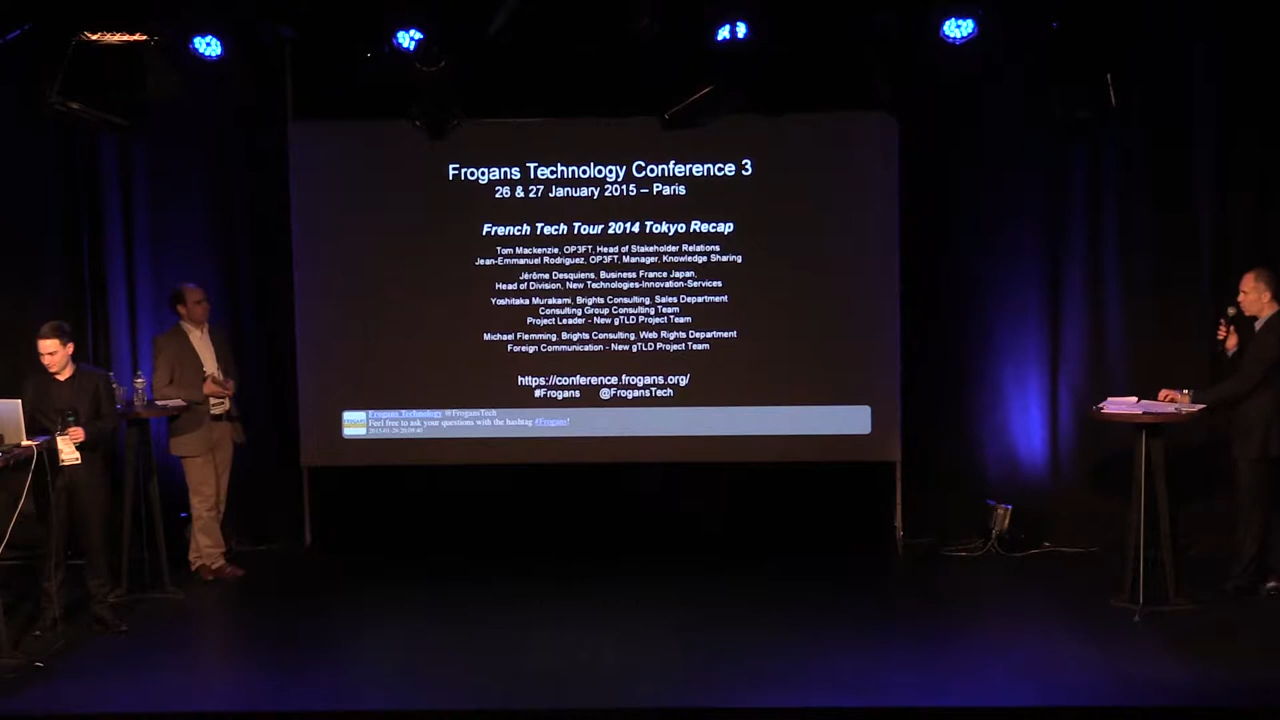 Frogans Technology Conference 3
26 & 27 January 2015 – Paris
French Tech Tour 2014 Tokyo Recap
Tom Mackenzie, OP3FT, Head of Stakeholder Relations
Jean-Emmanuel Rodriguez, OP3FT, Manager, Knowledge Sharing
Jérôme Desquiens, Business France Japan,
Head of Division, New Technologies-Innovation-Services
Yoshitaka Murakami, Brights Consulting, Sales Department
Consulting Group Consulting Team
Project Leader - New gTLD Project Team
Michael Flemming, Brights Consulting, Web Rights Department
Foreign Communication - New gTLD Project Team
https://conference.frogans.org/
#Frogans @FrogansTech
FROGANS
Frogans Technology @FrogansTech
Feel free to ask your questions with the hashtag #Frogans!